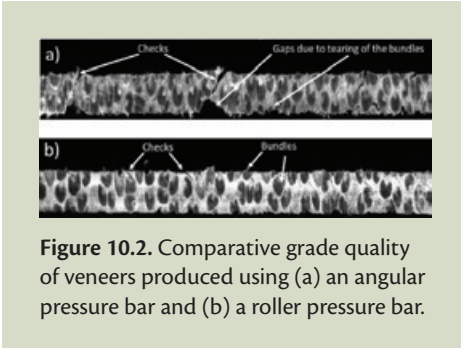 a)
Checks
Gaps due to tearing of the bundles
b)
Checks
Bundles
Figure 10.2. Comparative grade quality
of veneers produced using (a) an angular
pressure bar and (b) a roller pressure bar.